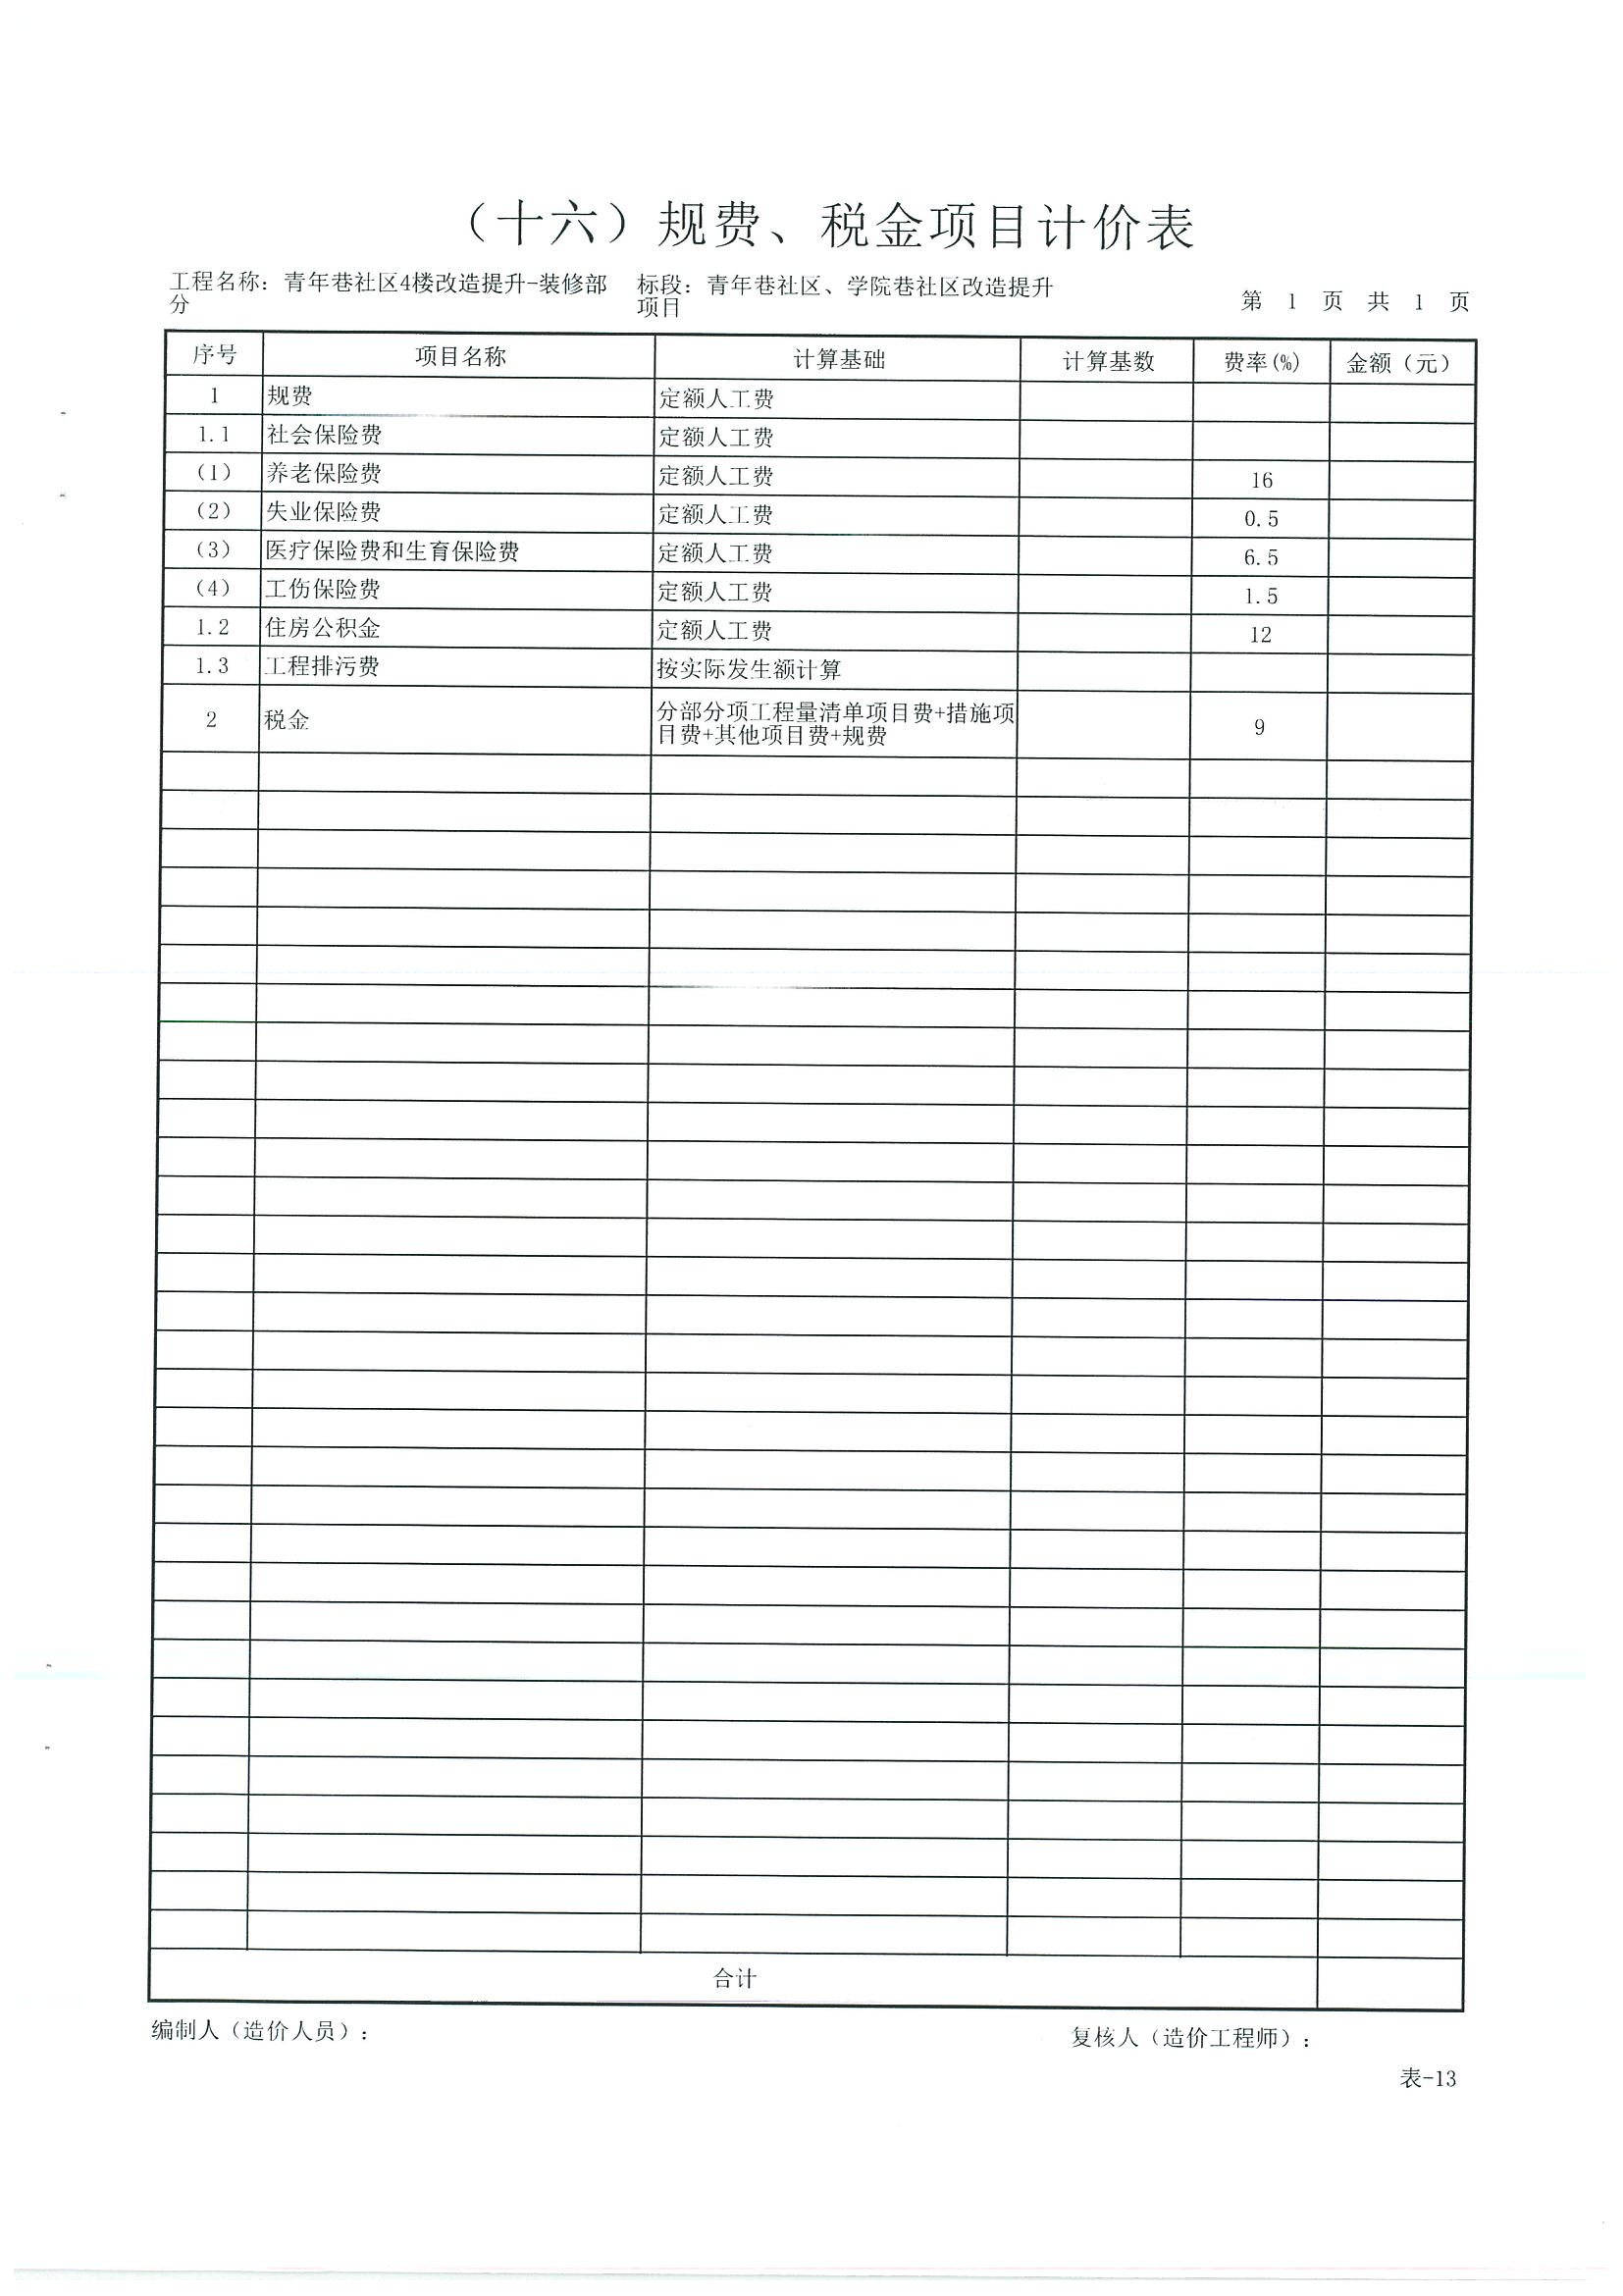 （十六）规费、税金项目计价表
工程名称：青年巷社区4楼改造提升-装修部分 标段：青年巷社区、学院巷社区改造提升项目 第 1 页 共 1 页
序号 项目名称 计算基础 计算基数 费率(%) 金额（元）
1 规费 定额人工费
1.1 社会保险费 定额人工费
（1） 养老保险费 定额人工费 16
（2） 失业保险费 定额人工费 0.5
（3） 医疗保险费和生育保险费 定额人工费 6.5
（4） 工伤保险费 定额人工费 1.5
1.2 住房公积金 定额人工费 12
1.3 工程排污费 按实际发生额计算
2 税金 分部分项工程量清单项目费+措施项目费+其他项目费+规费 9
合计
编制人（造价人员）： 复核人（造价工程师）：
表-13